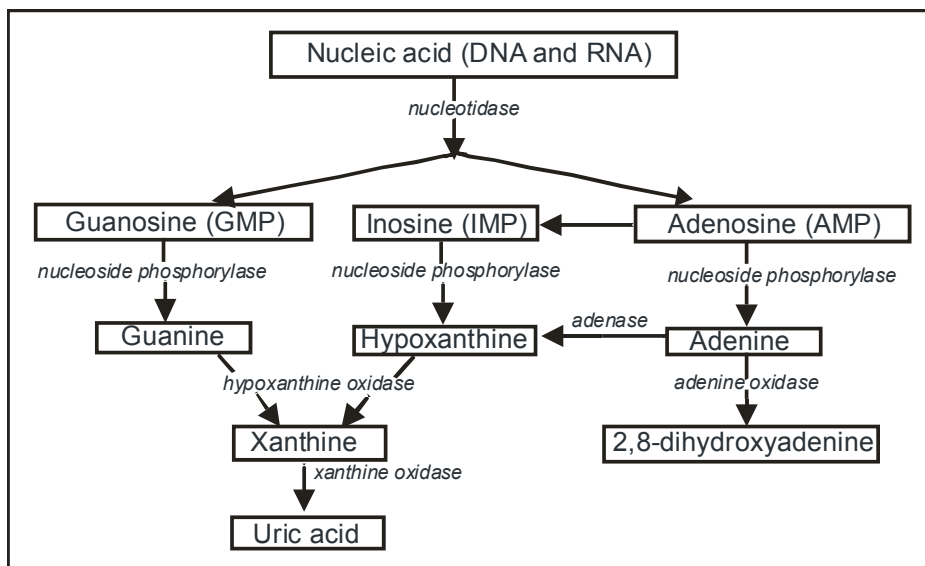 Nucleic acid (DNA and RNA)
nucleotidase
Guanosine (GMP)
Inosine (IMP)
Adenosine (AMP)
nucleoside phosphorylase
nucleoside phosphorylase
nucleoside phosphorylase
Guanine
Hypoxanthine
adenase
Adenine
hypoxanthine oxidase
adenine oxidase
Xanthine
2,8-dihydroxyadenine
xanthine oxidase
Uric acid